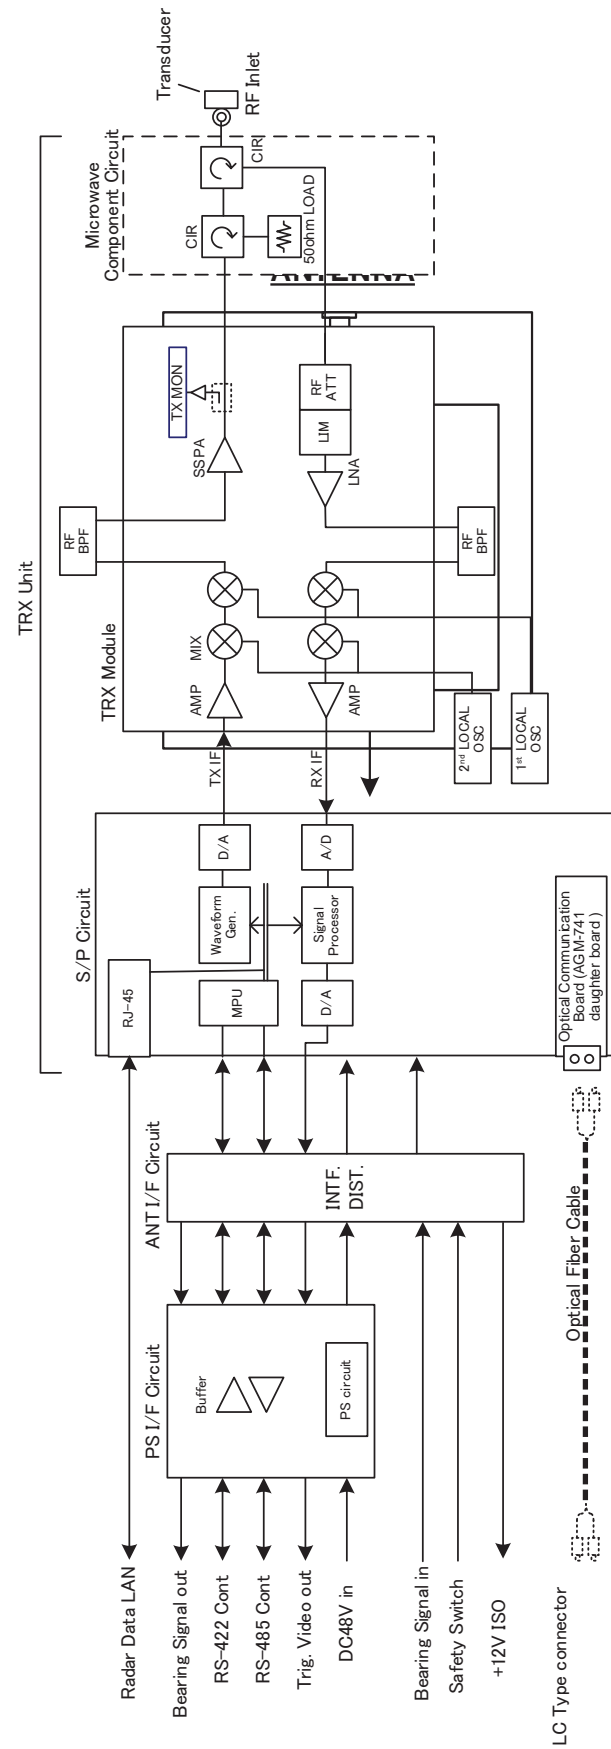 Radar Data LAN
Bearing Signal out
RS-422 Cont
RS-485 Cont
Trig. Video out
DC48V in
Bearing Signal in
Safety Switch
+12V ISO
LC Type connector
PS I/F Circuit
Buffer
PS circuit
ANT I/F Circuit
INTF.
DIST.
Optical Fiber Cable
TRX Unit
S/P Circuit
RJ-45
MPU
Waveform
Gen.
D/A
D/A
Signal
Processor
A/D
Optical Communication
Board (AGM-741
daughter board )
TX IF
RX IF
TRX Module
AMP
MIX
AMP
2nd LOCAL
OSC
1st LOCAL
OSC
RF
BPF
RF
BPF
SSPA
TX MON
LNA
LIM
RF
ATT
ANTENNA
Microwave
Component Circuit
CIR
50ohm LOAD
CIR
Transducer
RF Inlet